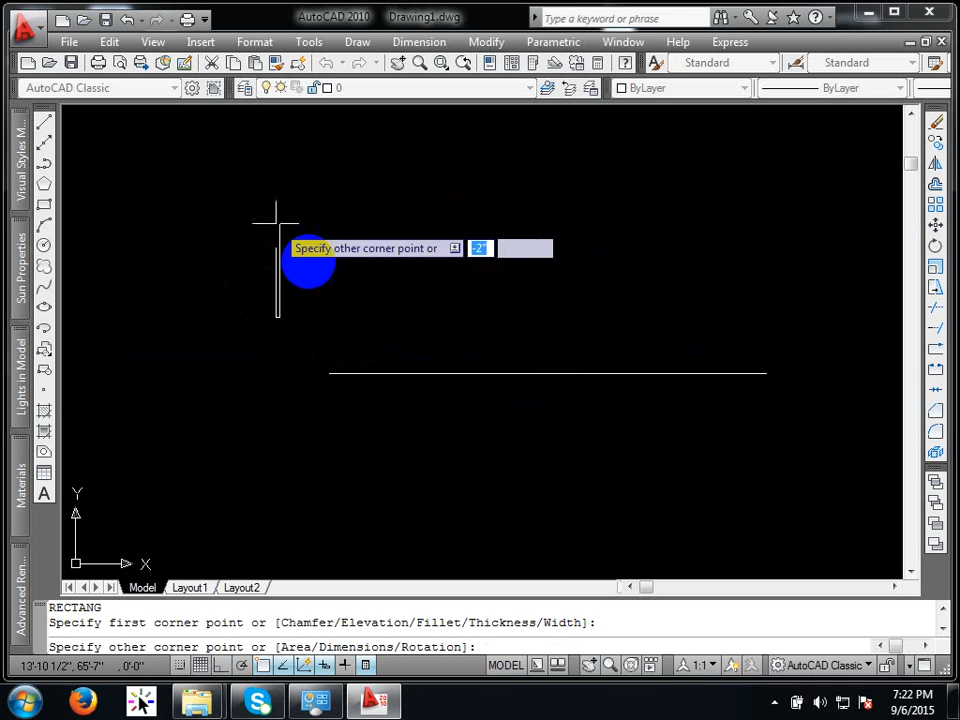 AutoCAD 2010 Drawing1.dwg
Type a keyword or phrase
File Edit View Insert Format Tools Draw Dimension Modify Parametric Window Help Express
Standard
Standard
AutoCAD Classic
0
ByLayer
ByLayer
Visual Styles M...
Sun Properties
Lights in Model
Materials
Advanced Ren...
A
Specify other corner point or
-2"
Y
X
Model Layout1 Layout2
RECTANG
Specify first corner point or [Chamfer/Elevation/Fillet/Thickness/Width]:
Specify other corner point or [Area/Dimensions/Rotation]:
13'-10 1/2", 65'-7" , 0'-0"
MODEL
1:1
AutoCAD Classic
7:22 PM
9/6/2015